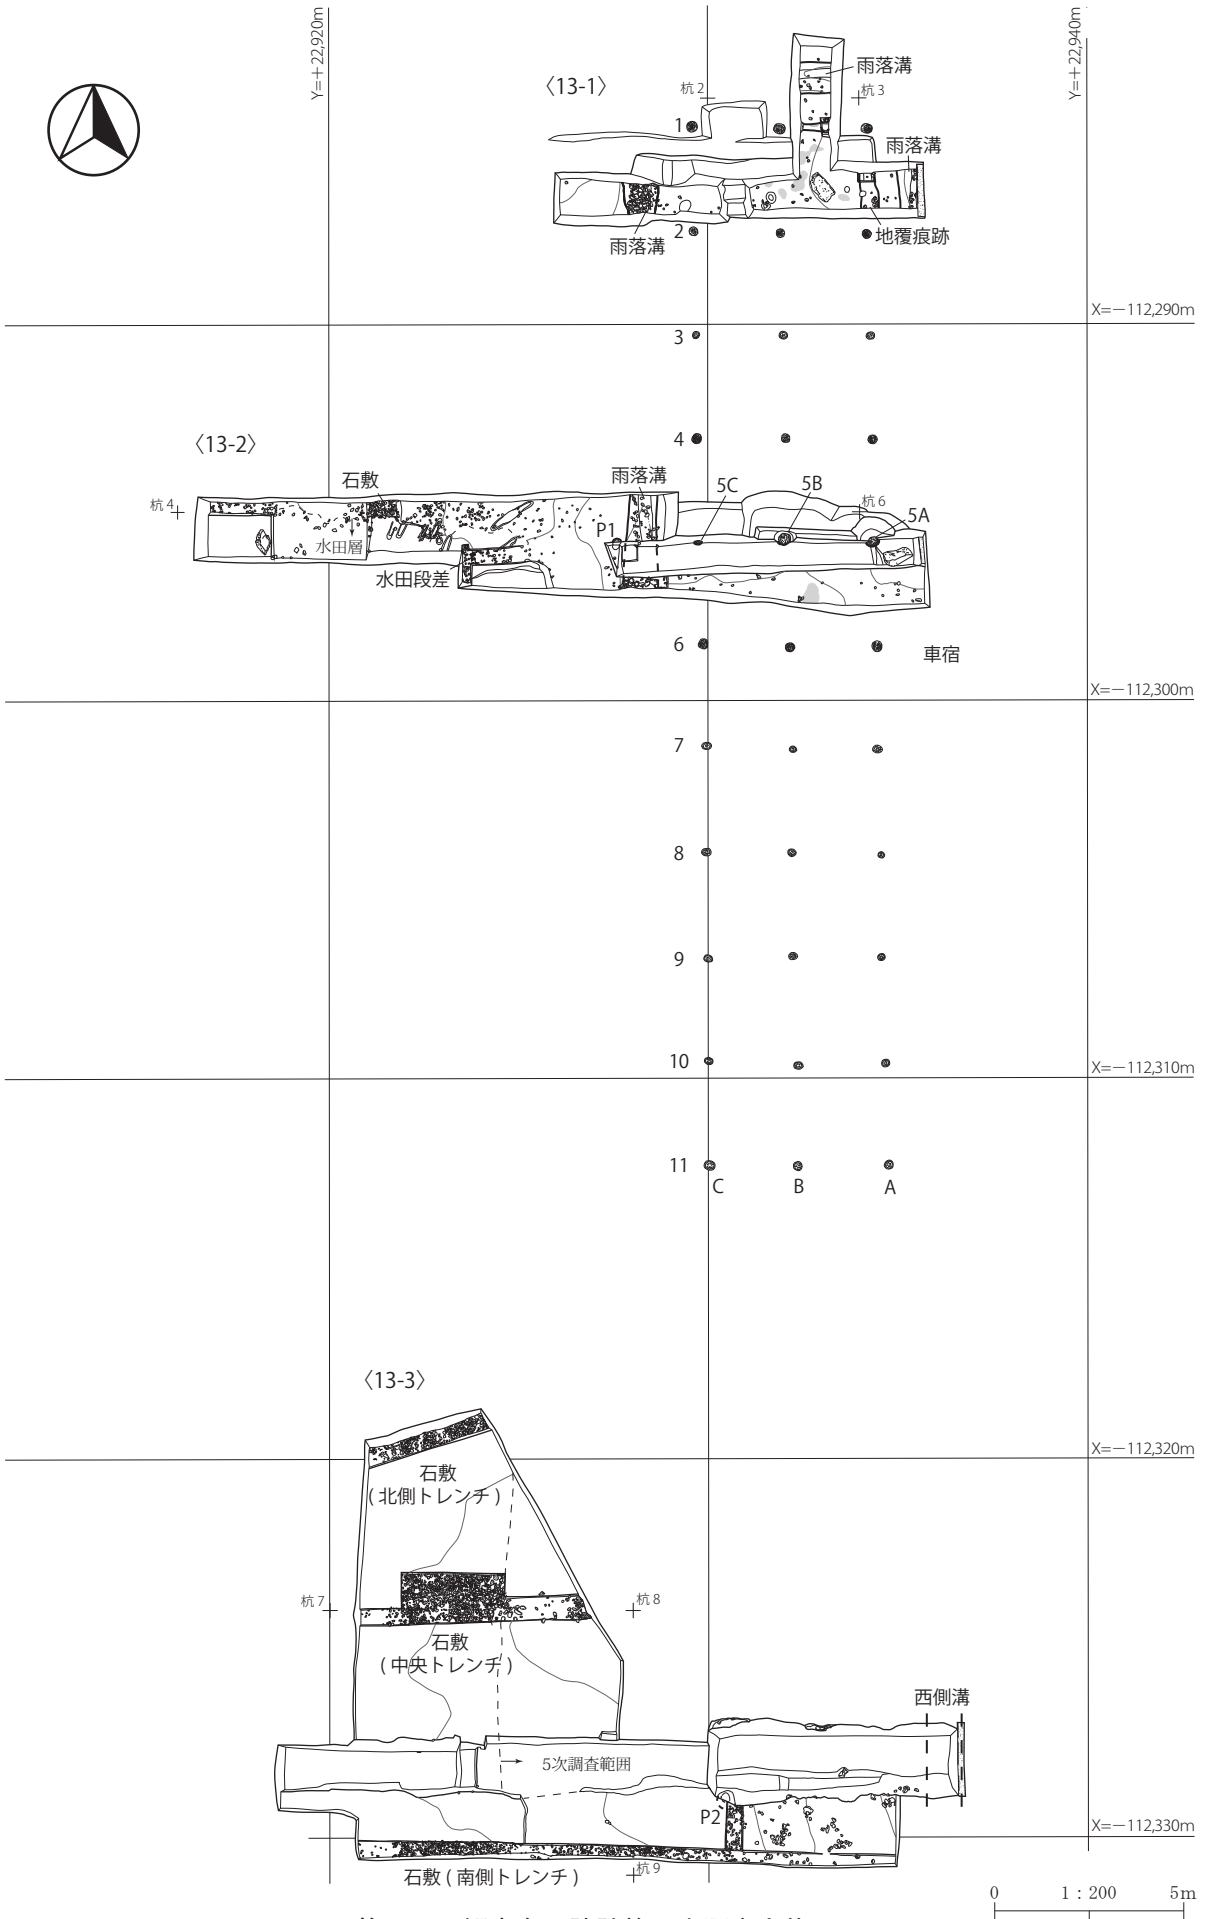 Y=＋22,920m
Y=＋22,940m
〈13-1〉
杭2
雨落溝
杭3
1
雨落溝
2
雨落溝
地覆痕跡
X=－112,290m
3
〈13-2〉
4
石敷
雨落溝
5C
5B
杭4
杭6
5A
P1
水田層
水田段差
6
車宿
X=－112,300m
7
8
9
10
X=－112,310m
11
C
B
A
〈13-3〉
X=－112,320m
石敷
( 北側トレンチ )
杭7
杭8
石敷
( 中央トレンチ )
西側溝
5次調査範囲
P2
X=－112,330m
石敷 ( 南側トレンチ )
杭9
0
1：200
5m